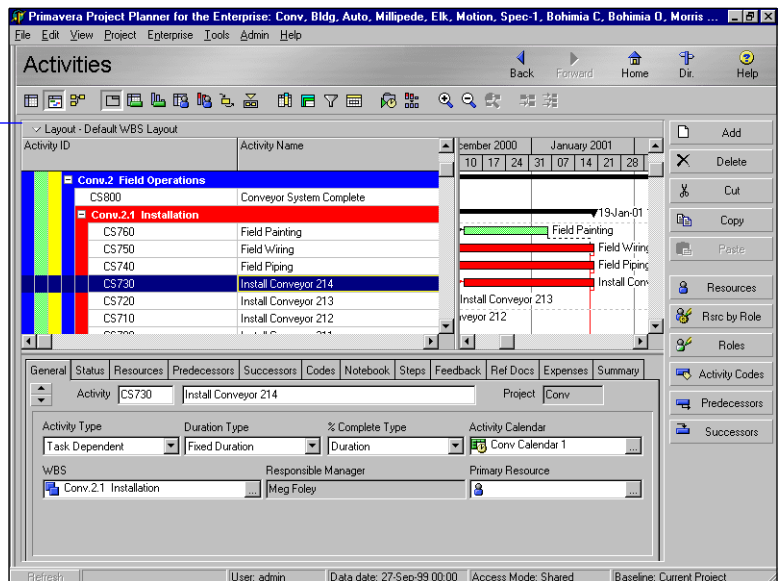 Primavera Project Planner for the Enterprise: Conv, Bldg, Auto, Millipede, Elk, Motion, Spec-1, Bohimia C, Bohimia O, Morris ...
File Edit View Project Enterprise Tools Admin Help
Activities
Back Forward Home Dir. Help
Layout - Default WBS Layout
Activity ID Activity Name
cember 2000 January 2001
10 17 24 31 07 14 21 28
Conv.2 Field Operations
CS800 Conveyor System Complete
Conv.2.1 Installation 19-Jan-01
CS760 Field Painting Field Painting
CS750 Field Wiring Field Wiring
CS740 Field Piping Field Piping
CS730 Install Conveyor 214 Install Conv
CS720 Install Conveyor 213 Install Conveyor 213
CS710 Install Conveyor 212 nveyor 212
Add
Delete
Cut
Copy
Paste
Resources
Rsrc by Role
Roles
Activity Codes
Predecessors
Successors
General Status Resources Predecessors Successors Codes Notebook Steps Feedback Ref Docs Expenses Summary
Activity CS730 Install Conveyor 214 Project Conv
Activity Type Duration Type % Complete Type Activity Calendar
Task Dependent Fixed Duration Duration Conv Calendar 1 ...
WBS Responsible Manager Primary Resource
Conv.2.1 Installation ... Meg Foley ...
Refresh User: admin Data date: 27-Sep-99 00:00 Access Mode: Shared Baseline: Current Project